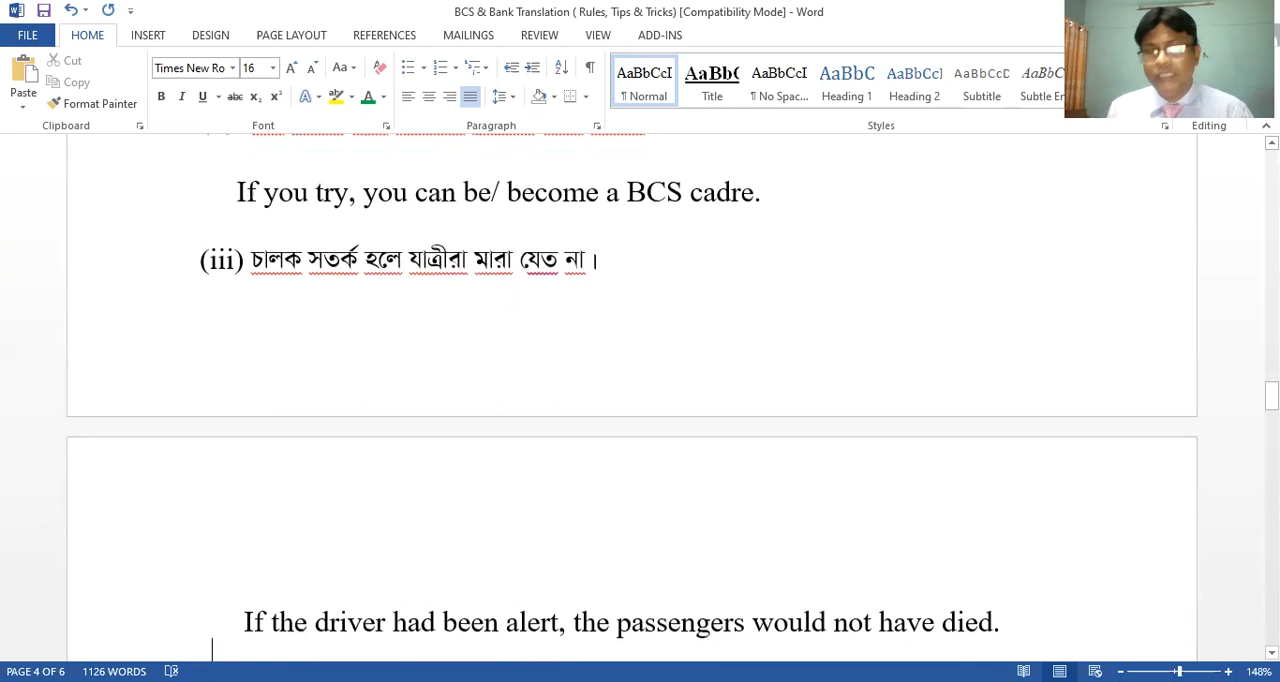 BCS & Bank Translation ( Rules, Tips & Tricks) [Compatibility Mode] - Word
FILE HOME INSERT DESIGN PAGE LAYOUT REFERENCES MAILINGS REVIEW VIEW ADD-INS
Paste
Cut
Copy
Format Painter
Clipboard
Times New Ro 16
Font
Paragraph
AaBbCcI AaBb( AaBbCcI AaBbC AaBbCc AaBbCcD AaBbC
¶ Normal Title ¶ No Spac... Heading 1 Heading 2 Subtitle Subtle Em
Styles
Editing
If you try, you can be/ become a BCS cadre.
(iii) চালক সতর্ক হলে যাত্রীরা মারা যেত না।
If the driver had been alert, the passengers would not have died.
PAGE 4 OF 6 1126 WORDS 148%